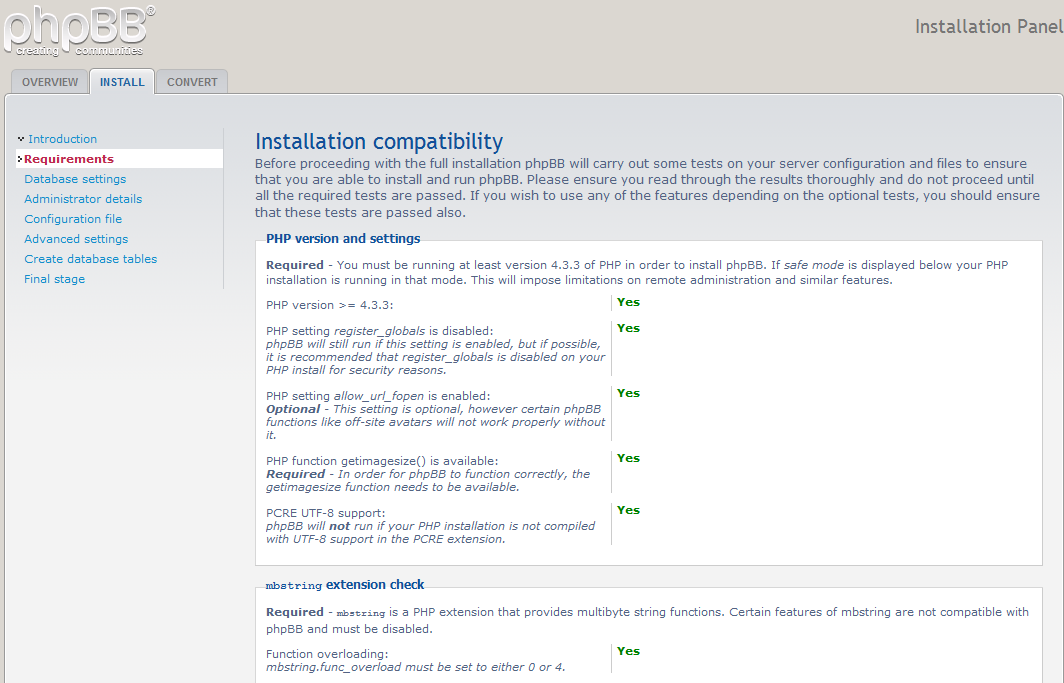 phpBB®
creating communities
Installation Panel
OVERVIEW INSTALL CONVERT
Introduction
Requirements
Database settings
Administrator details
Configuration file
Advanced settings
Create database tables
Final stage
Installation compatibility
Before proceeding with the full installation phpBB will carry out some tests on your server configuration and files to ensure
that you are able to install and run phpBB. Please ensure you read through the results thoroughly and do not proceed until
all the required tests are passed. If you wish to use any of the features depending on the optional tests, you should ensure
that these tests are passed also.
PHP version and settings
Required - You must be running at least version 4.3.3 of PHP in order to install phpBB. If safe mode is displayed below your PHP
installation is running in that mode. This will impose limitations on remote administration and similar features.
PHP version >= 4.3.3: Yes
PHP setting register_globals is disabled: Yes
phpBB will still run if this setting is enabled, but if possible,
it is recommended that register_globals is disabled on your
PHP install for security reasons.
PHP setting allow_url_fopen is enabled: Yes
Optional - This setting is optional, however certain phpBB
functions like off-site avatars will not work properly without
it.
PHP function getimagesize() is available: Yes
Required - In order for phpBB to function correctly, the
getimagesize function needs to be available.
PCRE UTF-8 support: Yes
phpBB will not run if your PHP installation is not compiled
with UTF-8 support in the PCRE extension.
mbstring extension check
Required - mbstring is a PHP extension that provides multibyte string functions. Certain features of mbstring are not compatible with
phpBB and must be disabled.
Function overloading: Yes
mbstring.func_overload must be set to either 0 or 4.